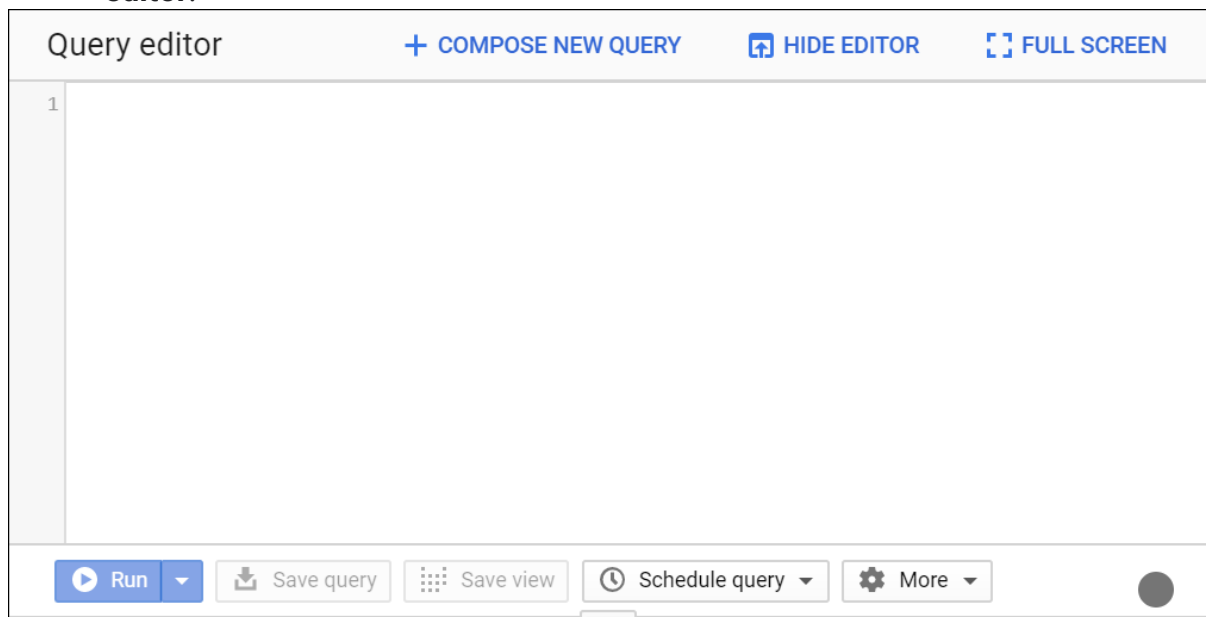 Query editor + COMPOSE NEW QUERY HIDE EDITOR FULL SCREEN
1
Run Save query Save view Schedule query More